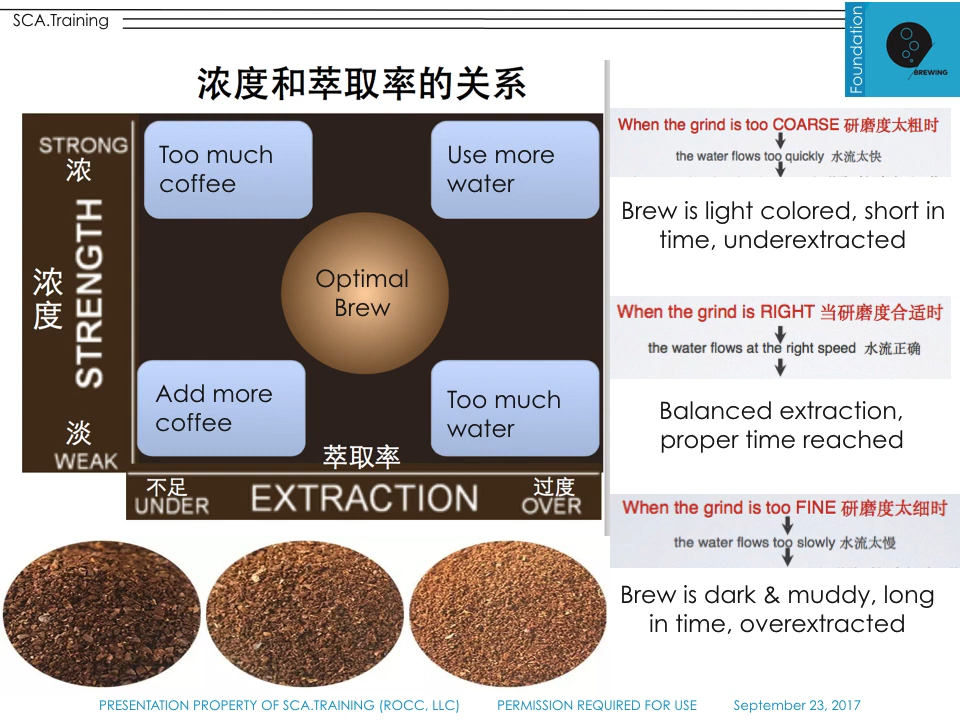 SCA.Training
Foundation
BREWING
浓度和萃取率的关系
STRONG
浓
浓度
STRENGTH
淡
WEAK
Too much
coffee
Use more
water
Optimal
Brew
Add more
coffee
Too much
water
萃取率
不足
UNDER
EXTRACTION
过度
OVER
When the grind is too COARSE 研磨度太粗时
the water flows too quickly 水流太快
Brew is light colored, short in
time, underextracted
When the grind is RIGHT 当研磨度合适时
the water flows at the right speed 水流正确
Balanced extraction,
proper time reached
When the grind is too FINE 研磨度太细时
the water flows too slowly 水流太慢
Brew is dark & muddy, long
in time, overextracted
PRESENTATION PROPERTY OF SCA.TRAINING (ROCC, LLC) PERMISSION REQUIRED FOR USE September 23, 2017